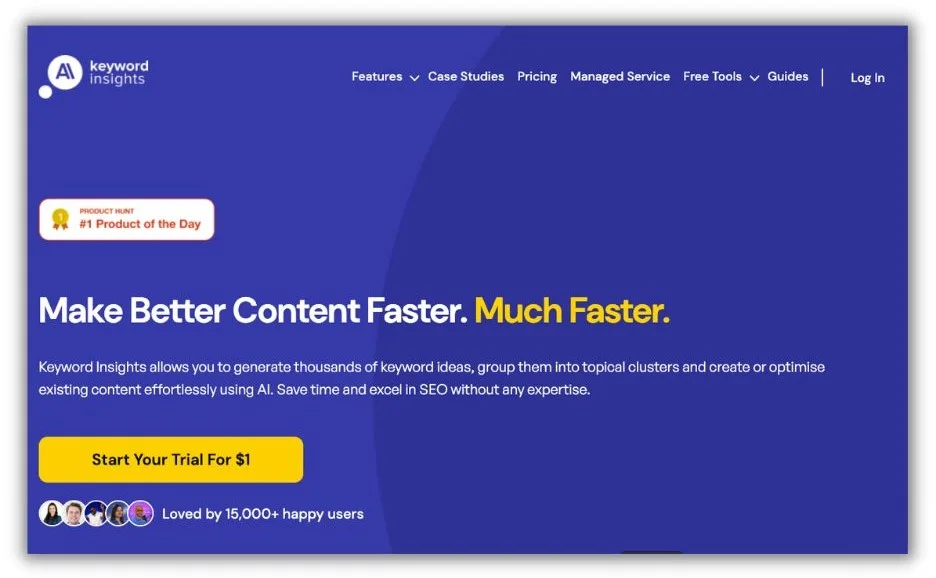 keyword
insights
Features Case Studies Pricing Managed Service Free Tools Guides Log In
1
PRODUCT HUNT
#1 Product of the Day
Make Better Content Faster. Much Faster.
Keyword Insights allows you to generate thousands of keyword ideas, group them into topical clusters and create or optimise
existing content effortlessly using AI. Save time and excel in SEO without any expertise.
Start Your Trial For $1
Loved by 15,000+ happy users